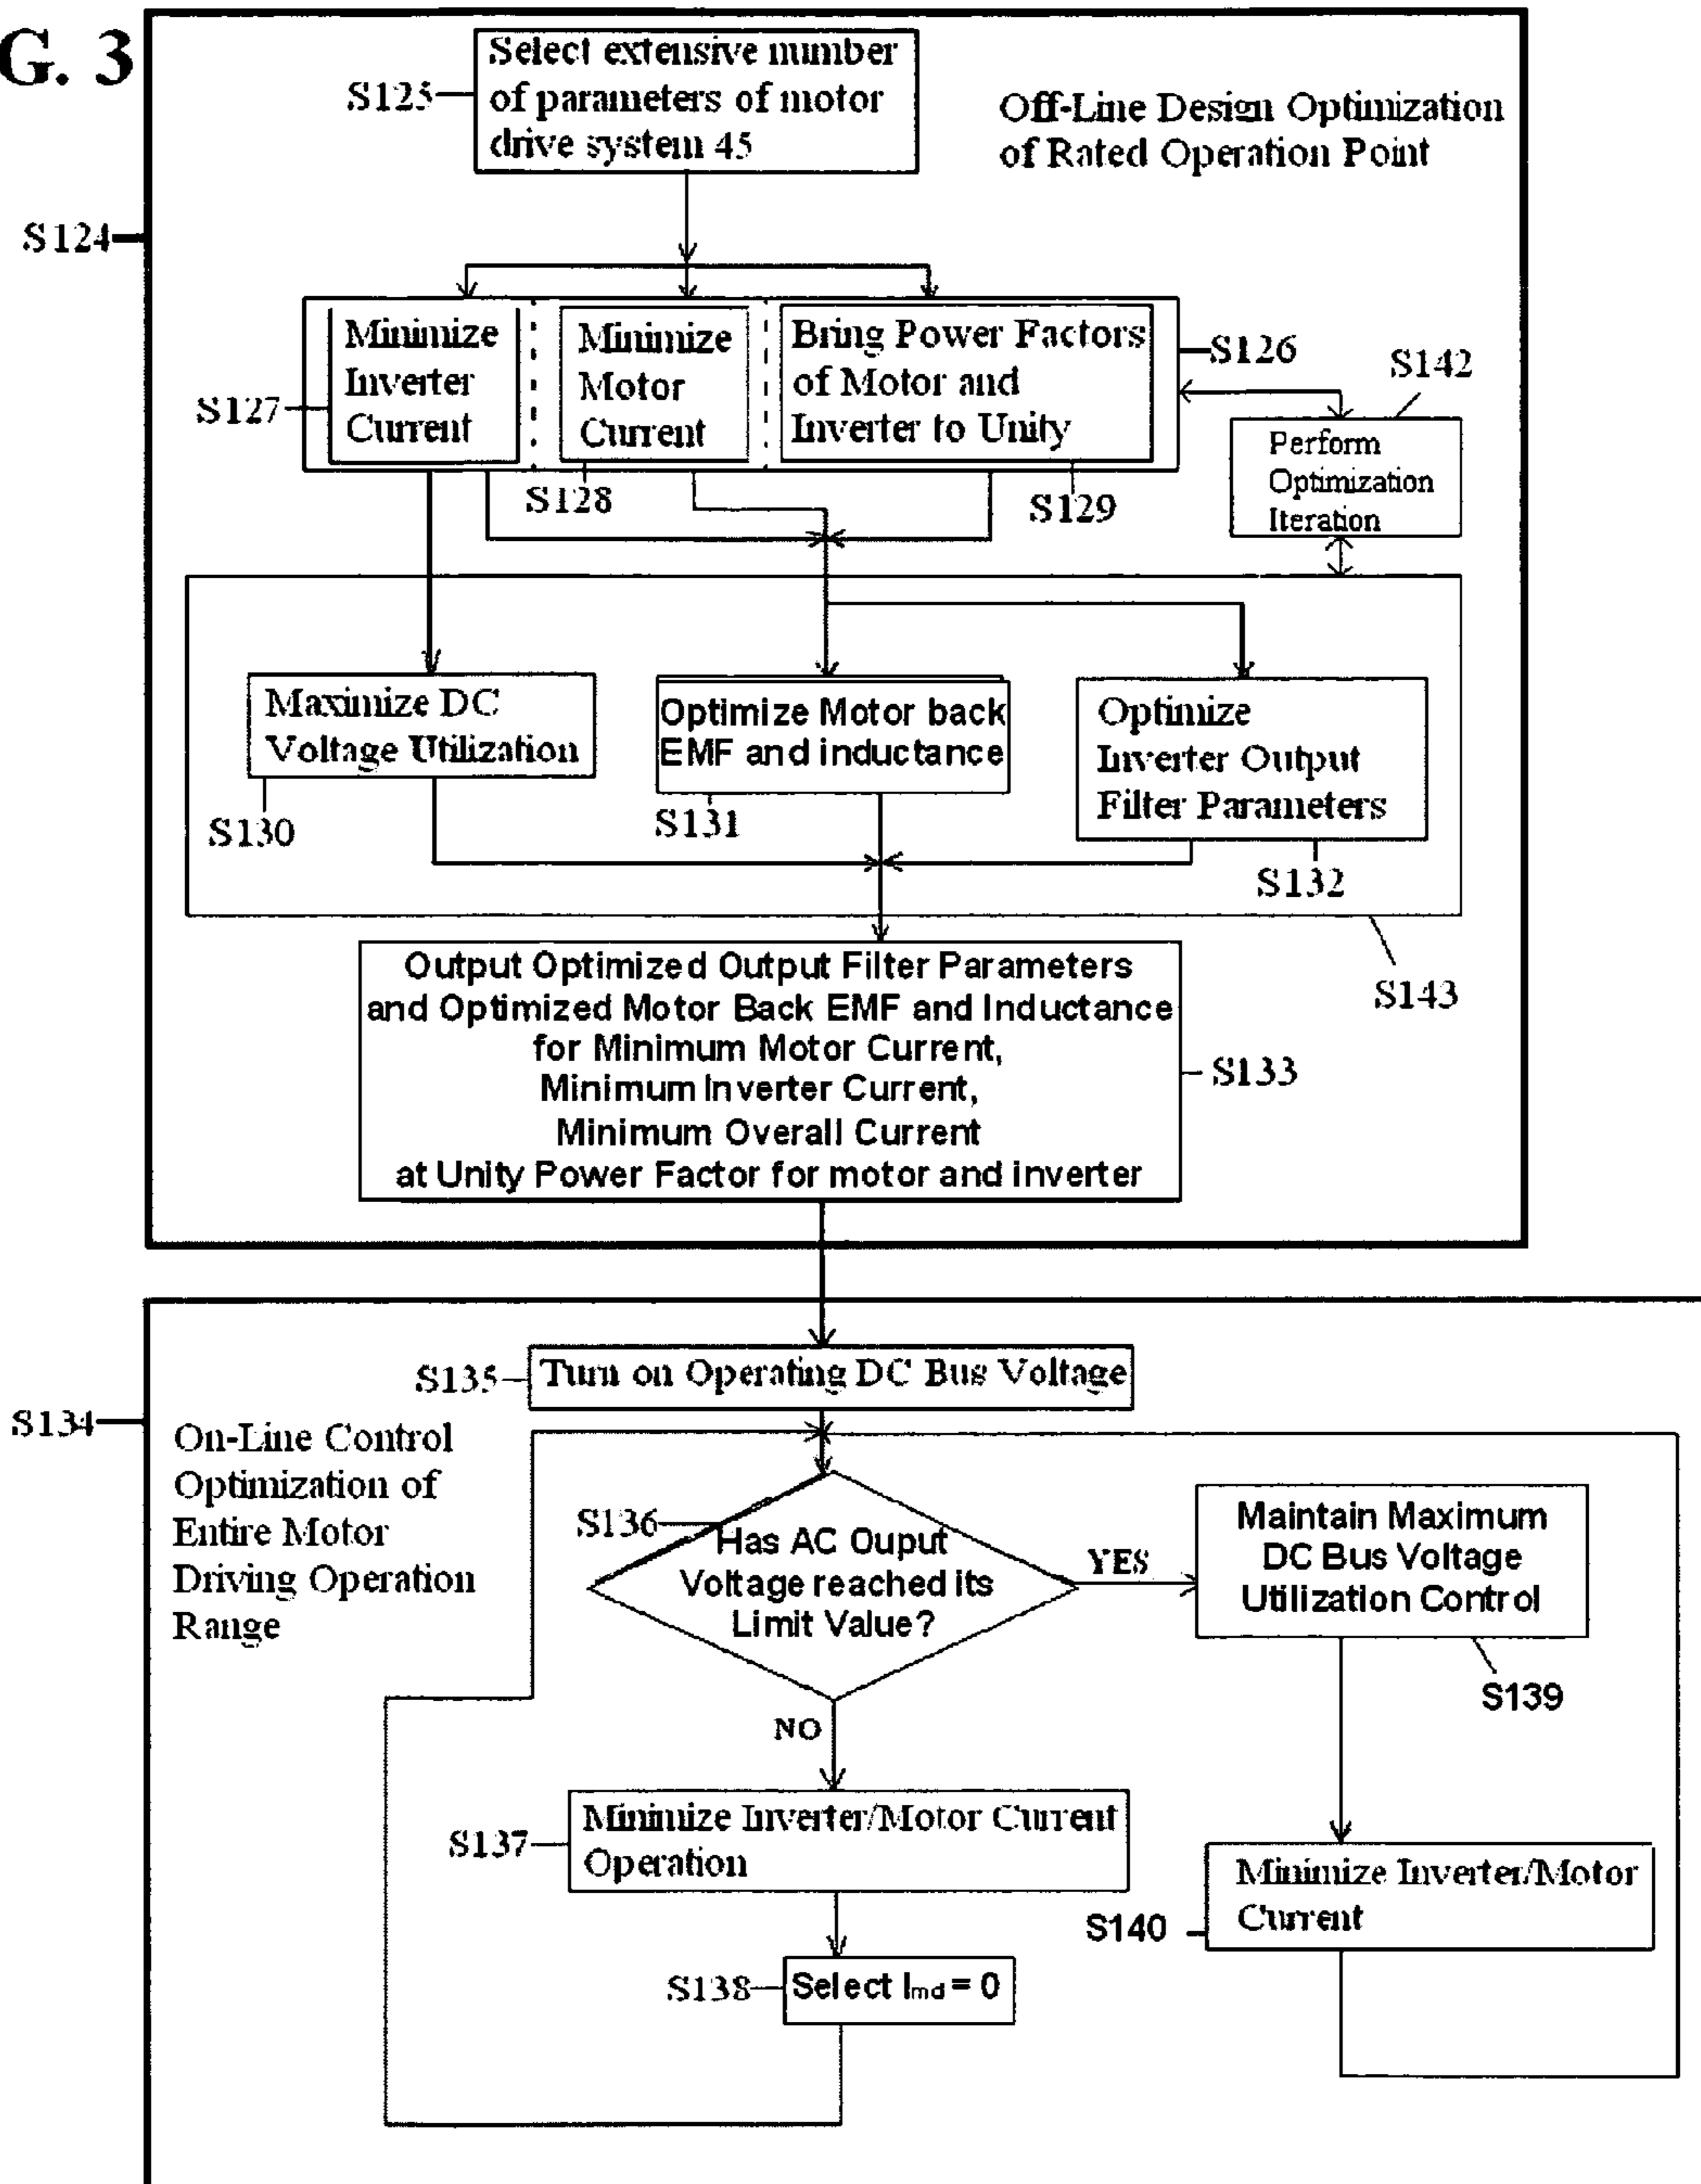 G. 3
Select extensive number
of parameters of motor
drive system 45
S125
Off-Line Design Optimization
of Rated Operation Point
S124
Minimize
Inverter
Current
Minimize
Motor
Current
Bring Power Factors
of Motor and
Inverter to Unity
S126
S142
S127
S128
S129
Perform
Optimization
Iteration
Maximize DC
Voltage Utilization
Optimize Motor back
EMF and inductance
Optimize
Inverter Output
Filter Parameters
S130
S131
S132
S143
Output Optimized Output Filter Parameters
and Optimized Motor Back EMF and Inductance
for Minimum Motor Current,
Minimum Inverter Current,
Minimum Overall Current
at Unity Power Factor for motor and inverter
S133
S135
Turn on Operating DC Bus Voltage
S134
On-Line Control
Optimization of
Entire Motor
Driving Operation
Range
S136
Has AC Ouput
Voltage reached its
Limit Value?
YES
Maintain Maximum
DC Bus Voltage
Utilization Control
S139
NO
S137
Minimize Inverter/Motor Current
Operation
Minimize Inverter/Motor
Current
S140
S138
Select Imd = 0